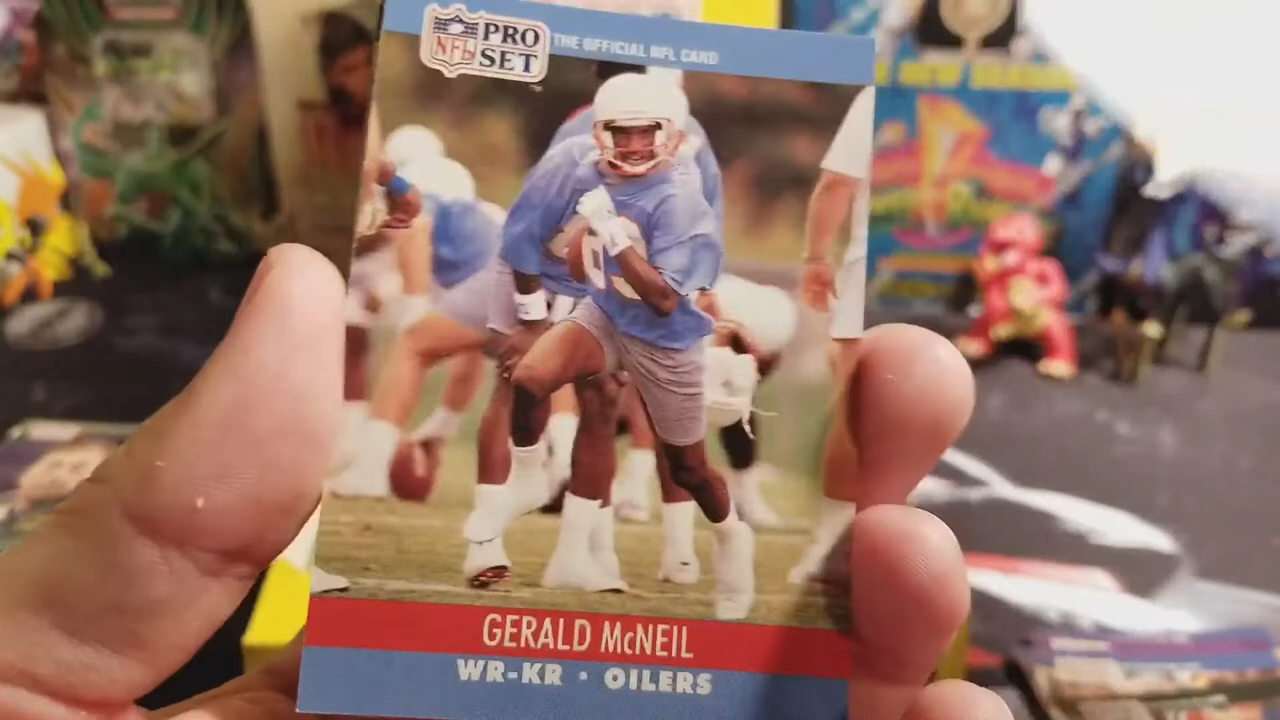 NFL PRO SET
THE OFFICIAL NFL CARD
GERALD McNEIL
WR-KR • OILERS